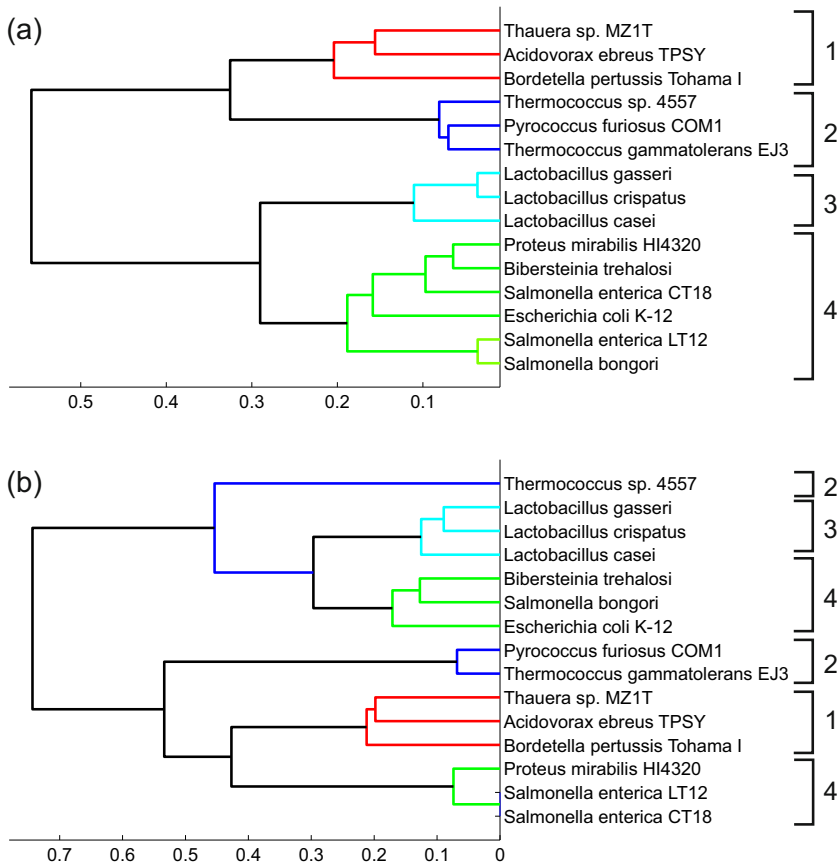 (a)
Thauera sp. MZ1T
Acidovorax ebreus TPSY
Bordetella pertussis Tohama I
1
Thermococcus sp. 4557
Pyrococcus furiosus COM1
Thermococcus gammatolerans EJ3
2
Lactobacillus gasseri
Lactobacillus crispatus
Lactobacillus casei
3
Proteus mirabilis HI4320
Bibersteinia trehalosi
Salmonella enterica CT18
Escherichia coli K-12
Salmonella enterica LT12
Salmonella bongori
4
0.5 0.4 0.3 0.2 0.1
(b)
Thermococcus sp. 4557
2
Lactobacillus gasseri
Lactobacillus crispatus
Lactobacillus casei
3
Bibersteinia trehalosi
Salmonella bongori
Escherichia coli K-12
4
Pyrococcus furiosus COM1
Thermococcus gammatolerans EJ3
2
Thauera sp. MZ1T
Acidovorax ebreus TPSY
Bordetella pertussis Tohama I
1
Proteus mirabilis HI4320
Salmonella enterica LT12
Salmonella enterica CT18
4
0.7 0.6 0.5 0.4 0.3 0.2 0.1 0